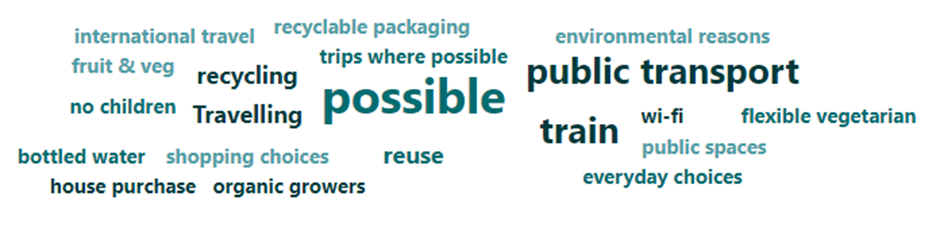 international travel
recyclable packaging
environmental reasons
fruit & veg
recycling
trips where possible
public transport
no children
Travelling
possible
train
wi-fi
flexible vegetarian
bottled water
shopping choices
reuse
public spaces
house purchase
organic growers
everyday choices